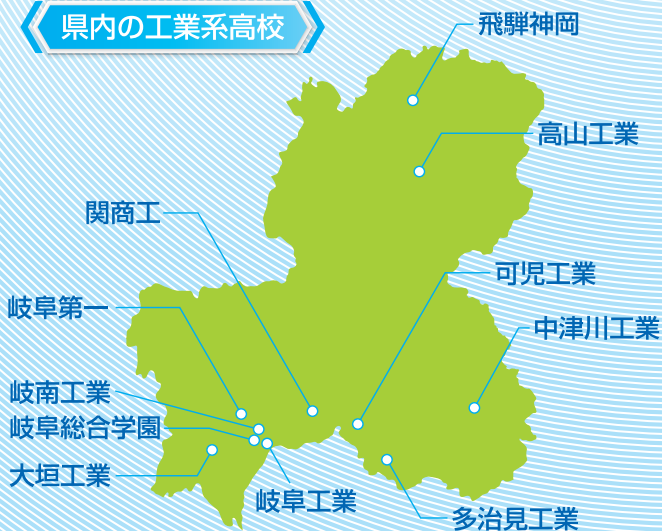 県内の工業系高校
飛騨神岡
高山工業
関商工
可児工業
岐阜第一
中津川工業
岐南工業
岐阜総合学園
大垣工業
岐阜工業
多治見工業